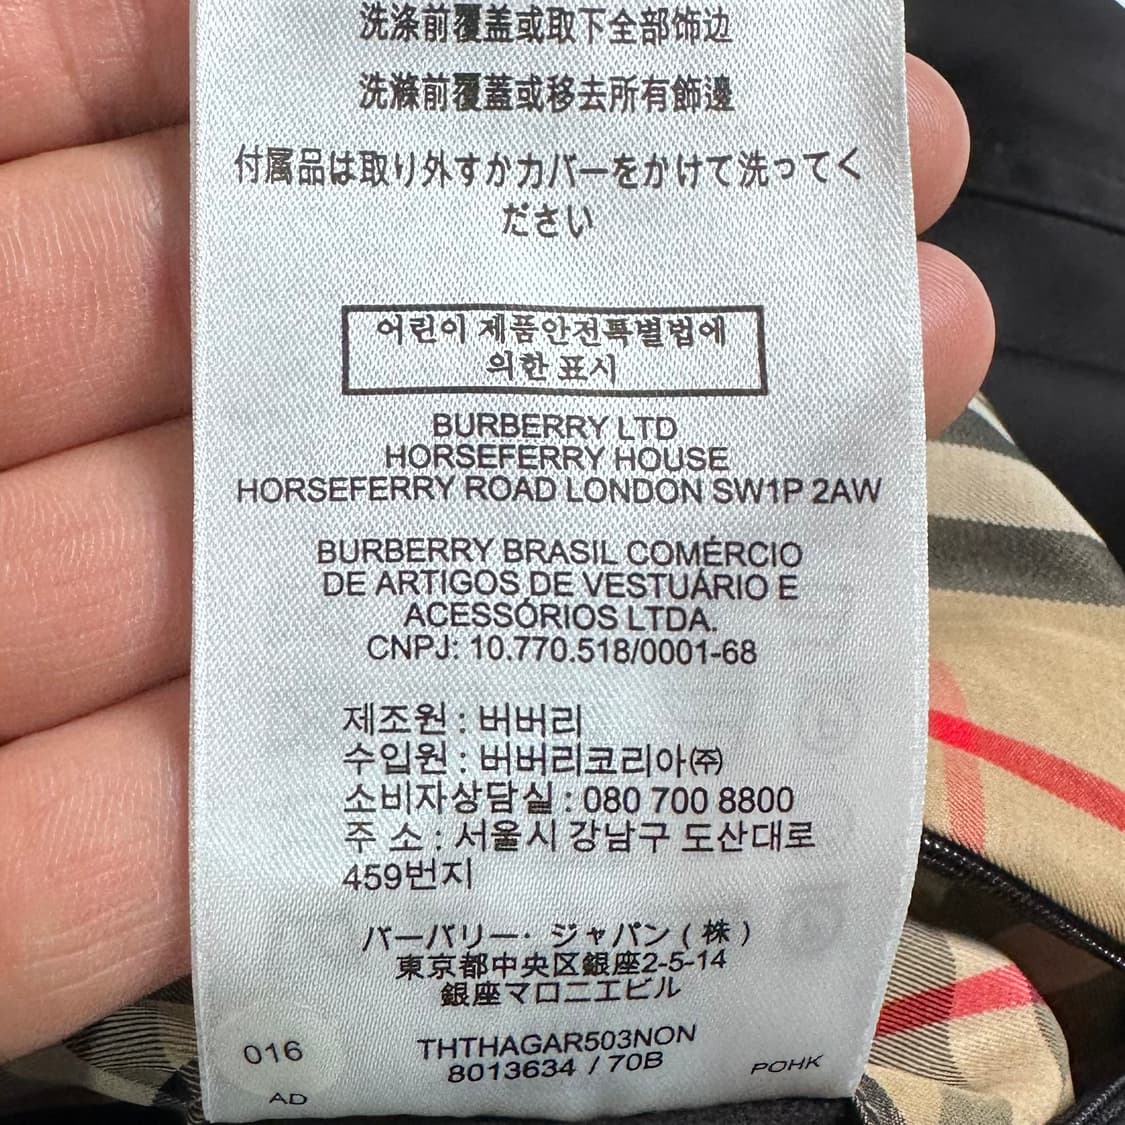 洗涤前覆盖或取下全部饰边
洗滌前覆蓋或移去所有飾邊
付属品は取り外すかカバーをかけて洗ってく
ださい
어린이 제품안전특별법에
의한 표시
BURBERRY LTD
HORSEFERRY HOUSE
HORSEFERRY ROAD LONDON SW1P 2AW
BURBERRY BRASIL COMÉRCIO
DE ARTIGOS DE VESTUÁRIO E
ACESSÓRIOS LTDA.
CNPJ: 10.770.518/0001-68
제조원 : 버버리
수입원 : 버버리코리아㈜
소비자상담실 : 080 700 8800
주 소 : 서울시 강남구 도산대로
459번지
バーバリー· ジャパン ( 株 )
東京都中央区銀座2-5-14
銀座マロニエビル
THTHAGAR503NON
8013634 / 70B
016
AD
POHK